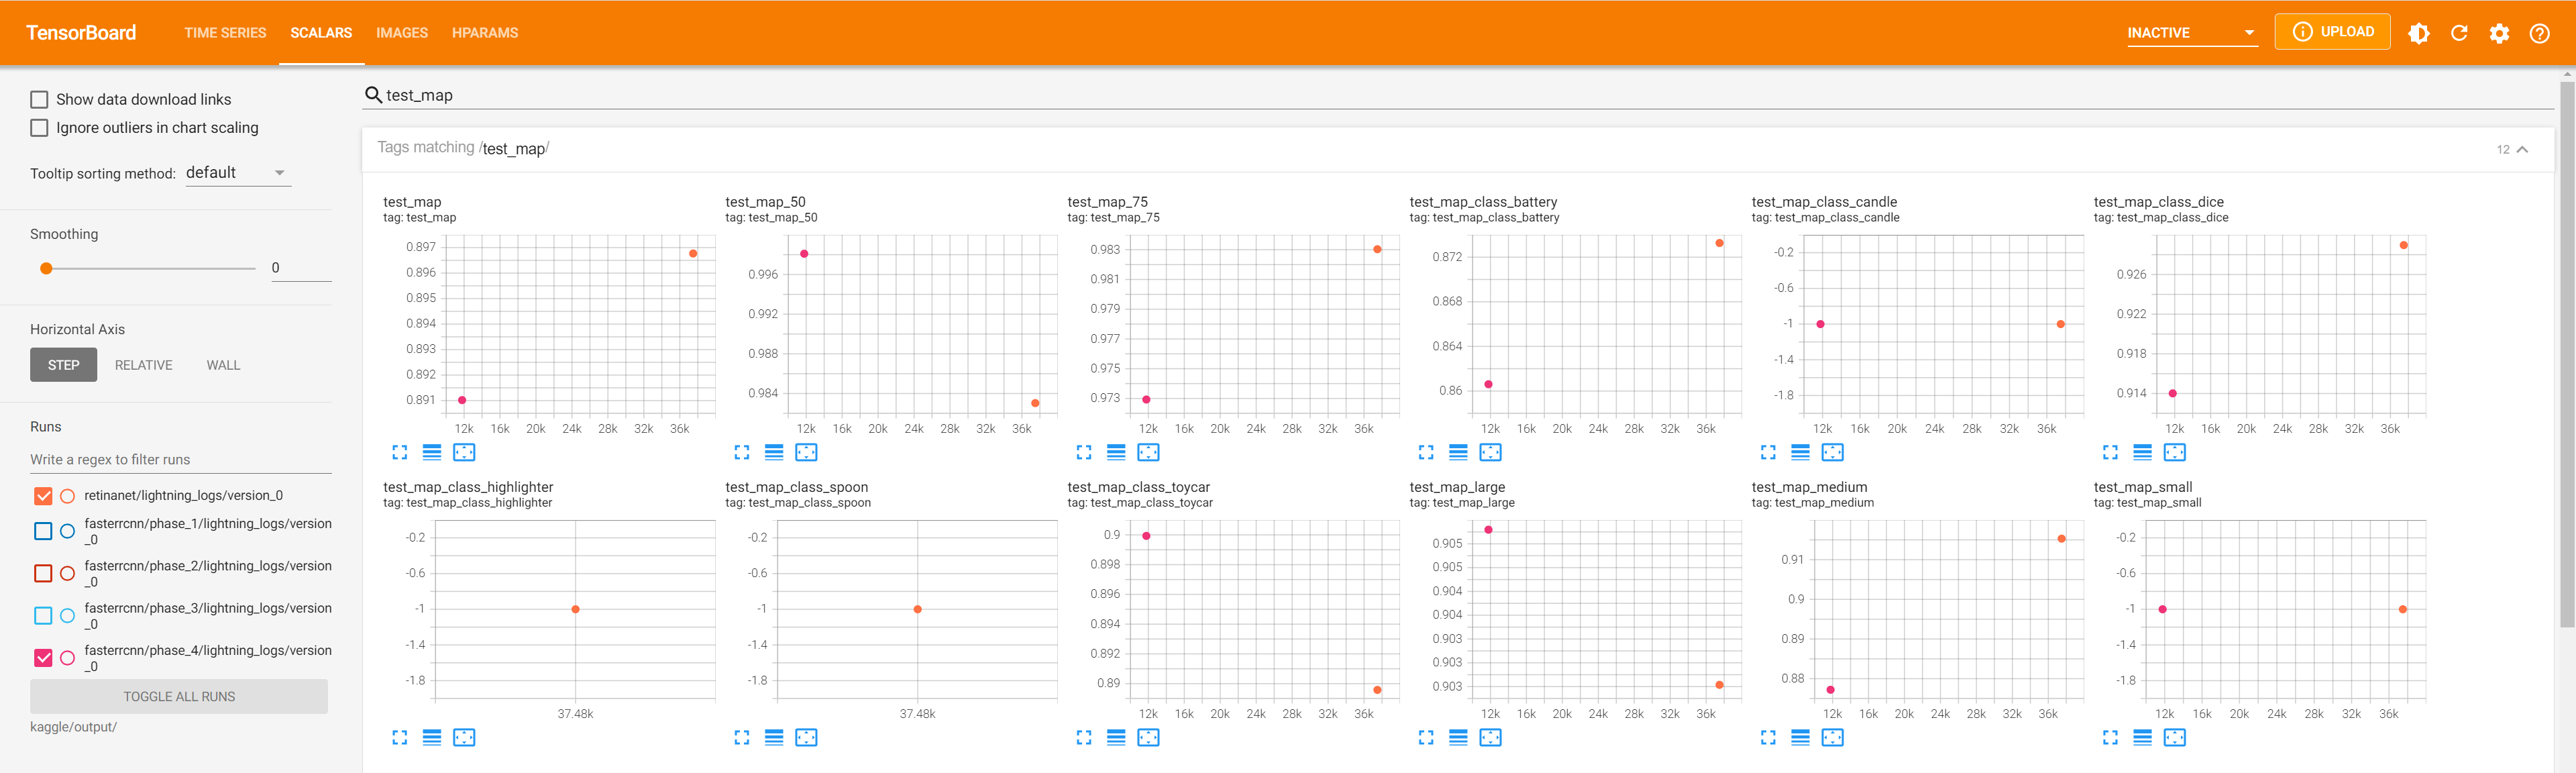 TensorBoard
TIME SERIES
SCALARS
IMAGES
HPARAMS
INACTIVE
UPLOAD
Show data download links
Ignore outliers in chart scaling
Tooltip sorting method: default
Smoothing
0
Horizontal Axis
STEP
RELATIVE
WALL
Runs
Write a regex to filter runs
retinanet/lightning_logs/version_0
fasterrcnn/phase_1/lightning_logs/version
_0
fasterrcnn/phase_2/lightning_logs/version
_0
fasterrcnn/phase_3/lightning_logs/version
_0
fasterrcnn/phase_4/lightning_logs/version
_0
TOGGLE ALL RUNS
kaggle/output/
test_map
Tags matching /test_map/
12
test_map
tag: test_map
0.897
0.896
0.895
0.894
0.893
0.892
0.891
12k 16k 20k 24k 28k 32k 36k
test_map_50
tag: test_map_50
0.996
0.992
0.988
0.984
12k 16k 20k 24k 28k 32k 36k
test_map_75
tag: test_map_75
0.983
0.981
0.979
0.977
0.975
0.973
12k 16k 20k 24k 28k 32k 36k
test_map_class_battery
tag: test_map_class_battery
0.872
0.868
0.864
0.86
12k 16k 20k 24k 28k 32k 36k
test_map_class_candle
tag: test_map_class_candle
-0.2
-0.6
-1
-1.4
-1.8
12k 16k 20k 24k 28k 32k 36k
test_map_class_dice
tag: test_map_class_dice
0.926
0.922
0.918
0.914
12k 16k 20k 24k 28k 32k 36k
test_map_class_highlighter
tag: test_map_class_highlighter
-0.2
-0.6
-1
-1.4
-1.8
37.48k
test_map_class_spoon
tag: test_map_class_spoon
-0.2
-0.6
-1
-1.4
-1.8
37.48k
test_map_class_toycar
tag: test_map_class_toycar
0.9
0.898
0.896
0.894
0.892
0.89
12k 16k 20k 24k 28k 32k 36k
test_map_large
tag: test_map_large
0.905
0.905
0.904
0.904
0.903
0.903
0.903
12k 16k 20k 24k 28k 32k 36k
test_map_medium
tag: test_map_medium
0.91
0.9
0.89
0.88
12k 16k 20k 24k 28k 32k 36k
test_map_small
tag: test_map_small
-0.2
-0.6
-1
-1.4
-1.8
12k 16k 20k 24k 28k 32k 36k